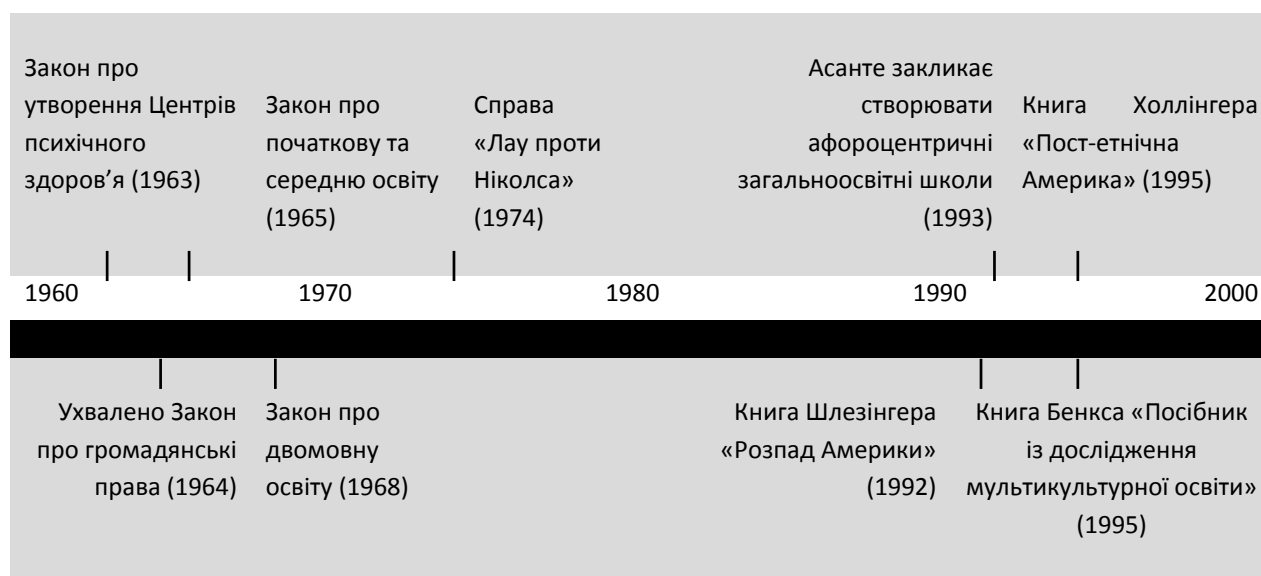 Закон про
утворення Центрів
психічного
здоров’я (1963)
Закон про
початкову та
середню освіту
(1965)
Справа
«Лау проти
Ніколса»
(1974)
Асанте закликає
створювати
афороцентричні
загальноосвітні школи
(1993)
Книга Холлінгера
«Пост-етнічна
Америка» (1995)
1960 1970 1980 1990 2000
Ухвалено Закон
про громадянські
права (1964)
Закон про
двомовну
освіту (1968)
Книга Шлезінгера
«Розпад Америки»
(1992)
Книга Бенкса «Посібник
із дослідження
мультикультурної освіти»
(1995)